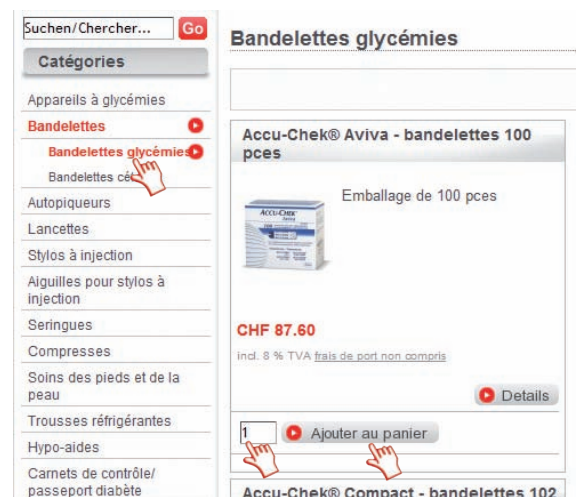 Suchen/Chercher...
Go
Catégories
Appareils à glycémies
Bandelettes
Bandelettes glycémies
Bandelettes
Autopiqueurs
Lancettes
Stylos à injection
Aiguilles pour stylos à
injection
Seringues
Compresses
Soins des pieds et de la
peau
Trousses réfrigérantes
Hypo-aides
Carnets de contrôle/
passeport diabète
Bandelettes glycémies
Accu-Chek® Aviva - bandelettes 100
pces
ACCU-CHEK
Aviva
Emballage de 100 pces
CHF 87.60
incl. 8 % TVA frais de port non compris
Details
1
Ajouter au panier
Accu-Chek® Compact - bandelettes 102